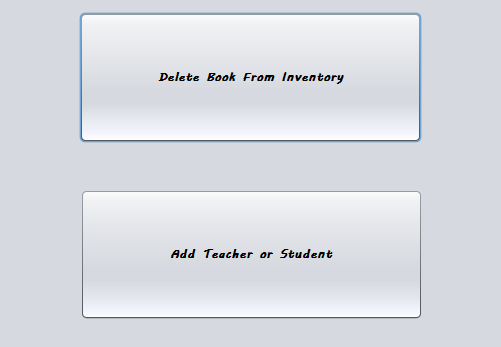 Delete Book From Inventory
Add Teacher or Student